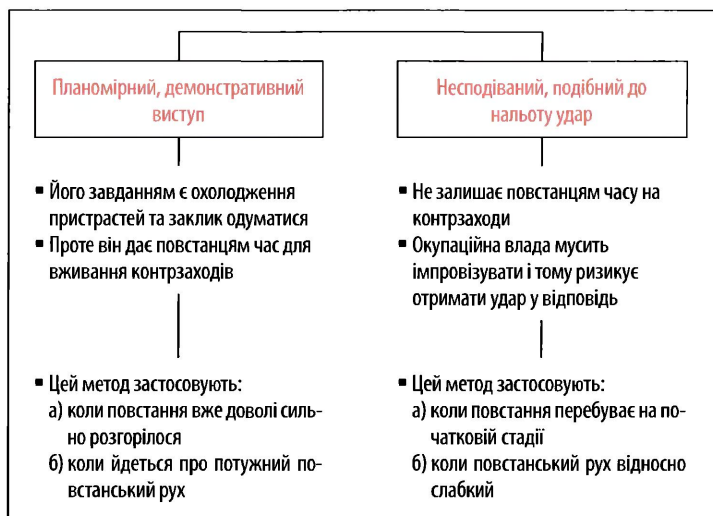 Планомірний, демонстративний
виступ
▪ Його завданням є охолодження
пристрастей та заклик одуматися
▪ Проте він дає повстанцям час для
вживання контрзаходів
▪ Цей метод застосовують:
а) коли повстання вже доволі силь-
но розгорілося
б) коли йдеться про потужний по-
встанський рух
Несподіваний, подібний до
нальоту удар
▪ Не залишає повстанцям часу на
контрзаходи
▪ Окупаційна влада мусить
імпровізувати і тому ризикує
отримати удар у відповідь
▪ Цей метод застосовують:
а) коли повстання перебуває на по-
чатковій стадії
б) коли повстанський рух відносно
слабкий